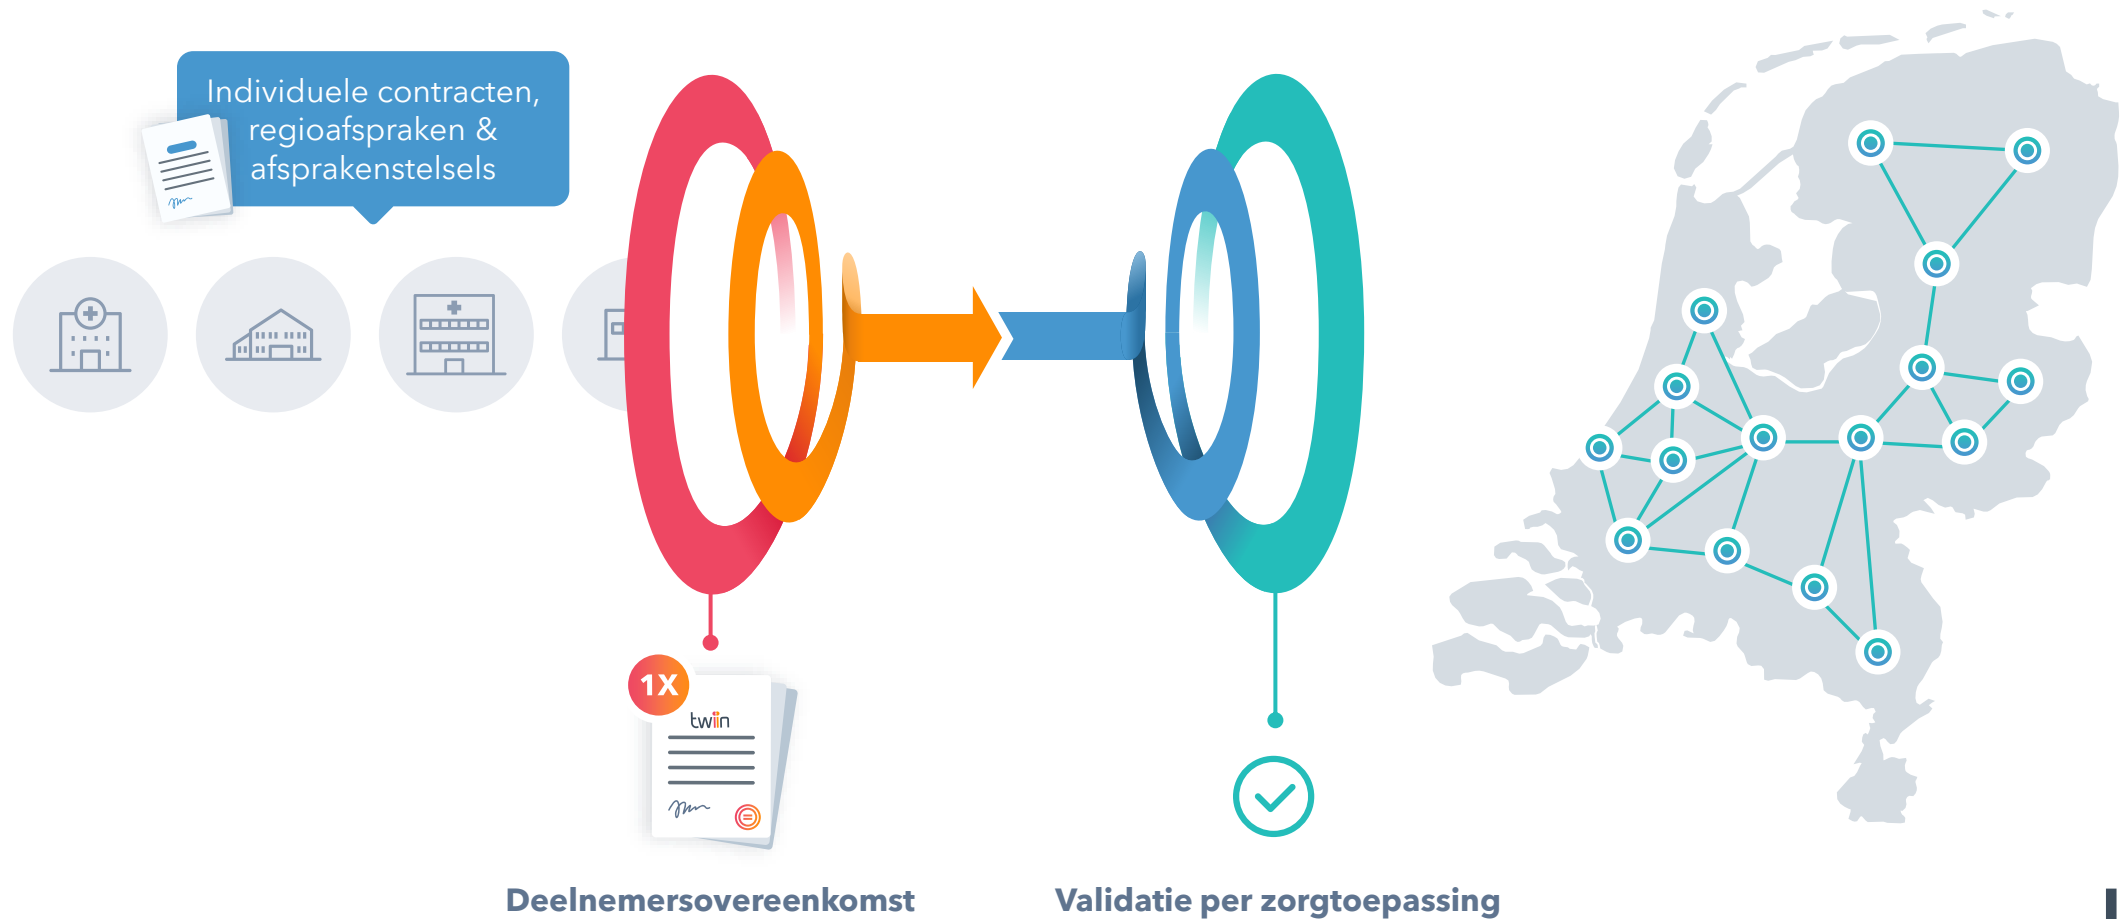 Individuele contracten,
regioafspraken &
afsprakenstelsels
1X
twiin
Deelnemersovereenkomst
Validatie per zorgtoepassing